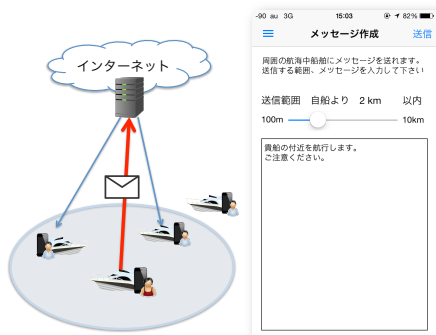 インターネット
-90 au 3G 15:03 82%
メッセージ作成 送信
周囲の航海中船舶にメッセージを送れます。
送信する範囲、メッセージを入力して下さい
送信範囲 自船より 2 km 以内
100m 10km
貴船の付近を航行します。
ご注意ください。